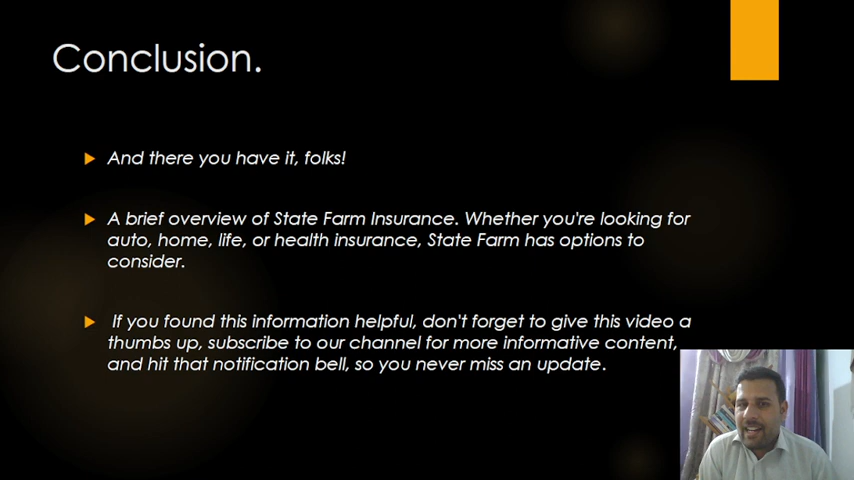 Conclusion.
And there you have it, folks!
A brief overview of State Farm Insurance. Whether you're looking for
auto, home, life, or health insurance, State Farm has options to
consider.
If you found this information helpful, don't forget to give this video a
thumbs up, subscribe to our channel for more informative content,
and hit that notification bell, so you never miss an update.